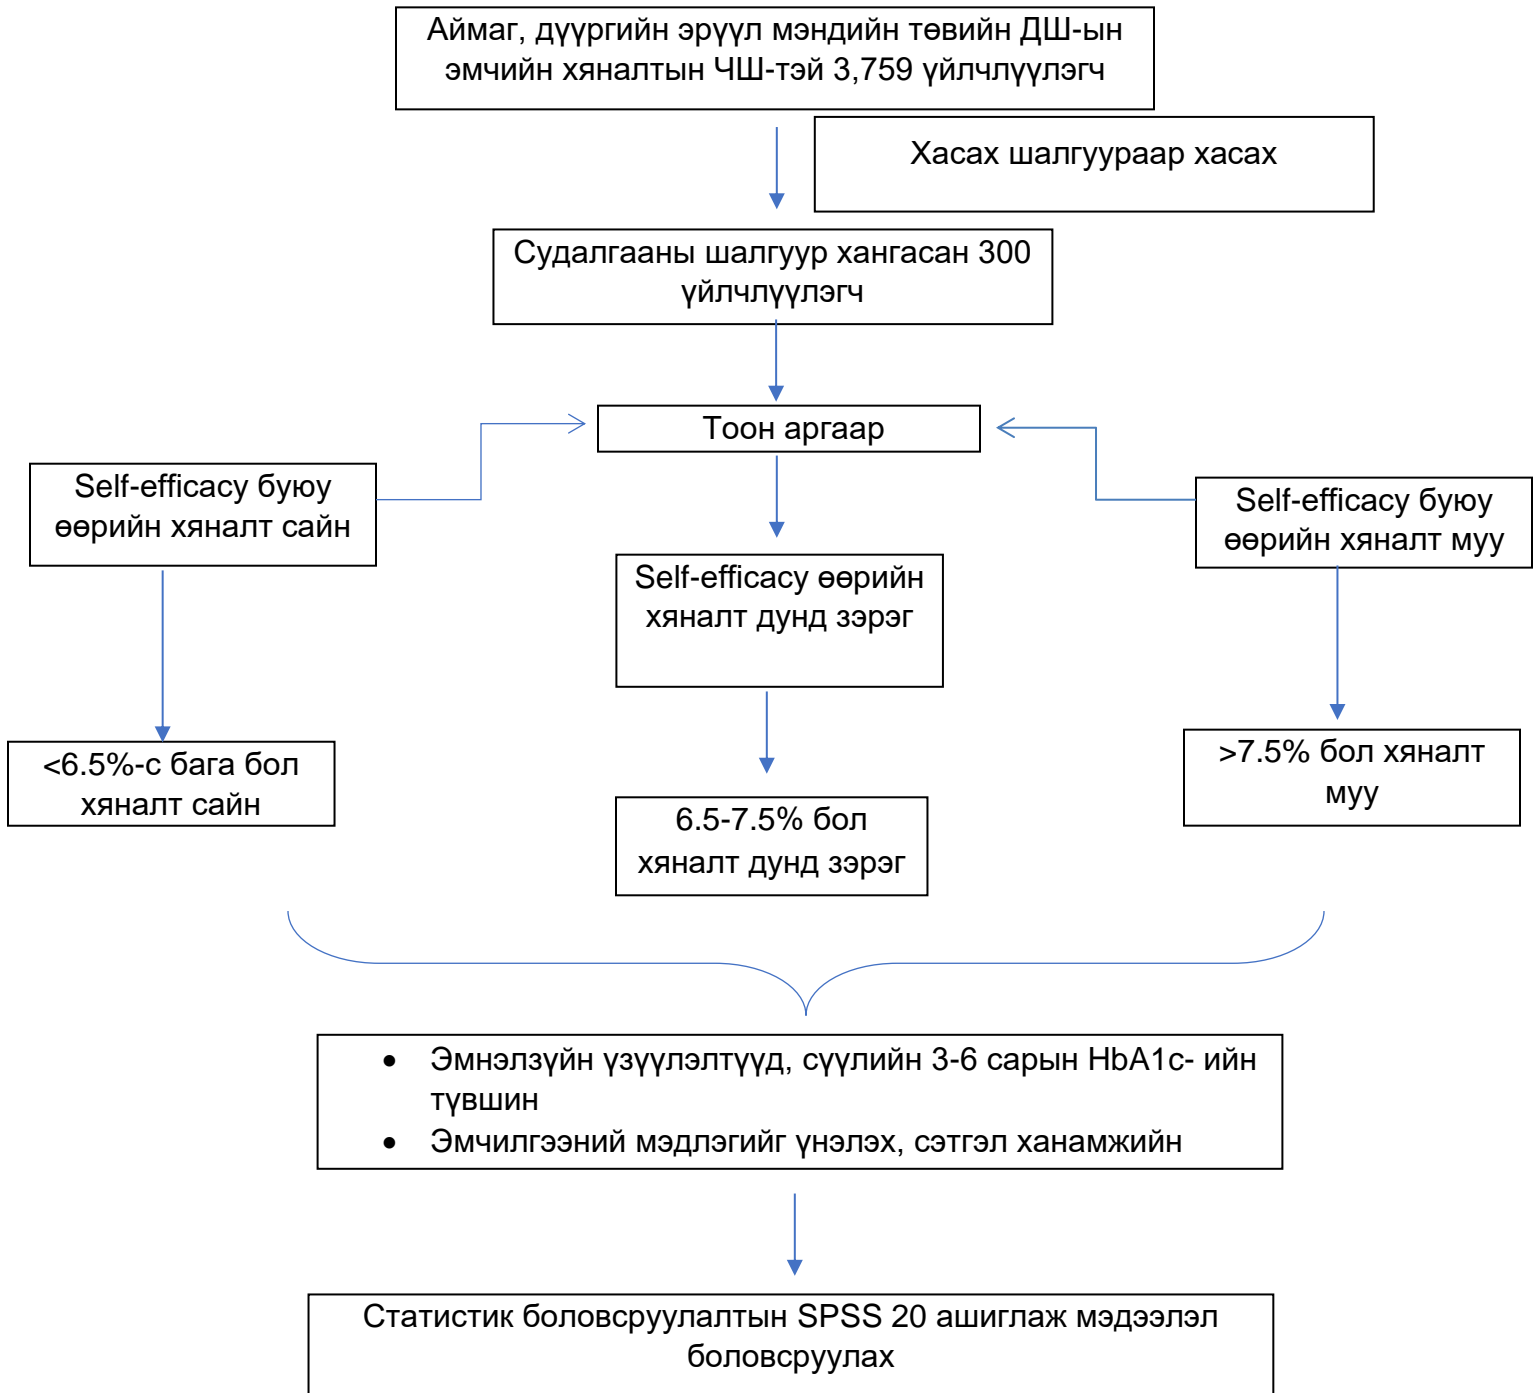 Аймаг, дүүргийн эрүүл мэндийн төвийн ДШ-ын
эмчийн хяналтын ЧШ-тэй 3,759 үйлчлүүлэгч
Хасах шалгуураар хасах
Судалгааны шалгуур хангасан 300
үйлчлүүлэгч
Тоон аргаар
Self-efficacy буюу
өөрийн хяналт сайн
Self-efficacy өөрийн
хяналт дунд зэрэг
Self-efficacy буюу
өөрийн хяналт муу
<6.5%-с бага бол
хяналт сайн
6.5-7.5% бол
хяналт дунд зэрэг
>7.5% бол хяналт
муу
• Эмнэлзүйн үзүүлэлтүүд, сүүлийн 3-6 сарын HbA1c- ийн
түвшин
• Эмчилгээний мэдлэгийг үнэлэх, сэтгэл ханамжийн
Статистик боловсруулалтын SPSS 20 ашиглаж мэдээлэл
боловсруулах